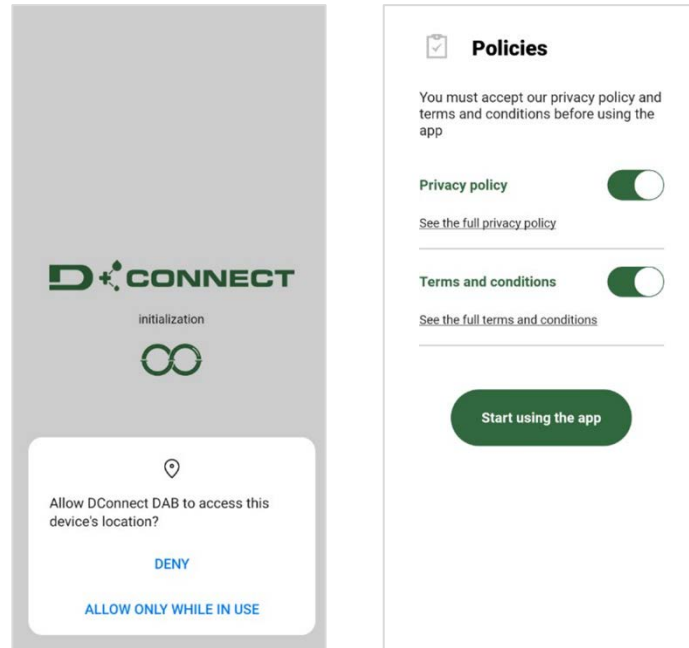 D+CONNECT
initialization
Allow DConnect DAB to access this
device's location?
DENY
ALLOW ONLY WHILE IN USE
Policies
You must accept our privacy policy and
terms and conditions before using the
app
Privacy policy
See the full privacy policy
Terms and conditions
See the full terms and conditions
Start using the app